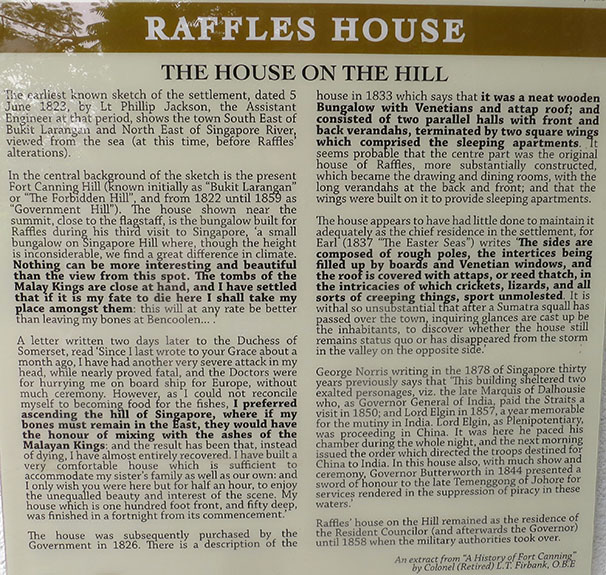 RAFFLES HOUSE
THE HOUSE ON THE HILL
The earliest known sketch of the settlement, dated 5
June 1823, by Lt Phillip Jackson, the Assistant
Engineer at that period, shows the town South East of
Bukit Larangan and North East of Singapore River,
viewed from the sea (at this time, before Raffles'
alterations).
In the central background of the sketch is the present
Fort Canning Hill (known initially as "Bukit Larangan"
or "The Forbidden Hill", and from 1822 until 1859 as
"Government Hill"). The house shown near the
summit, close to the flagstaff, is the bungalow built for
Raffles during his third visit to Singapore, 'a small
bungalow on Singapore Hill where, though the height
is inconsiderable, we find a great difference in climate.
Nothing can be more interesting and beautiful
than the view from this spot. The tombs of the
Malay Kings are close at hand, and I have settled
that if it is my fate to die here I shall take my
place amongst them: this will at any rate be better
than leaving my bones at Bencoolen... '
A letter written two days later to the Duchess of
Somerset, read 'Since I last wrote to your Grace about a
month ago, I have had another very severe attack in my
head, while nearly proved fatal, and the Doctors were
for hurrying me on board ship for Europe, without
much ceremony. However, as I could not reconcile
myself to becoming food for the fishes, I preferred
ascending the hill of Singapore, where if my
bones must remain in the East, they would have
the honour of mixing with the ashes of the
Malayan Kings: and the result has been that, instead
of dying, I have almost entirely recovered. I have built a
very comfortable house which is sufficient to
accommodate my sister's family as well as our own: and
I only wish you were here but for half an hour, to enjoy
the unequalled beauty and interest of the scene. My
house which is one hundred foot front, and fifty deep,
was finished in a fortnight from its commencement.'
The house was subsequently purchased by the
Government in 1826. There is a description of the
house in 1833 which says that it was a neat wooden
Bungalow with Venetians and attap roof; and
consisted of two parallel halls with front and
back verandahs, terminated by two square wings
which comprised the sleeping apartments. It
seems probable that the centre part was the original
house of Raffles, more substantially constructed,
which became the drawing and dining rooms, with the
long verandahs at the back and front; and that the
wings were built on it to provide sleeping apartments.
The house appears to have had little done to maintain it
adequately as the chief residence in the settlement, for
Earl (1837 "The Easter Seas") writes 'The sides are
composed of rough poles, the intertices being
filled up by boards and Venetian windows, and
the roof is covered with attaps, or reed thatch, in
the intricacies of which crickets, lizards, and all
sorts of creeping things, sport unmolested. It is
withal so unsubstantial that after a Sumatra squall has
passed over the town, inquiring glances are cast up be
the inhabitants, to discover whether the house still
remains status quo or has disappeared from the storm
in the valley on the opposite side.'
George Norris writing in the 1878 of Singapore thirty
years previously says that 'This building sheltered two
exalted personages, viz. the late Marquis of Dalhousie
who, as Governor General of India, paid the Straits a
visit in 1850; and Lord Elgin in 1857, a year memorable
for the mutiny in India. Lord Elgin, as Plenipotentiary,
was proceeding in China. It was here he paced his
chamber during the whole night, and the next morning
issued the order which directed the troops destined for
China to India. In this house also, with much show and
ceremony, Governor Butterworth in 1844 presented a
sword of honour to the late Temenggong of Johore for
services rendered in the suppression of piracy in these
waters.'
Raffles' house on the Hill remained as the residence of
the Resident Councilor (and afterwards the Governor)
until 1858 when the military authorities took over.
An extract from "A History of Fort Canning"
by Colonel (Retired) L.T. Firbank, O.B.E